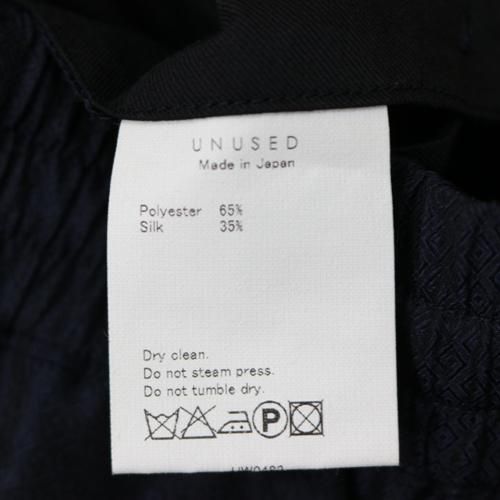 UNUSED
Made in Japan
Polyester 65%
Silk 35%
Dry clean.
Do not steam press.
Do not tumble dry.
P